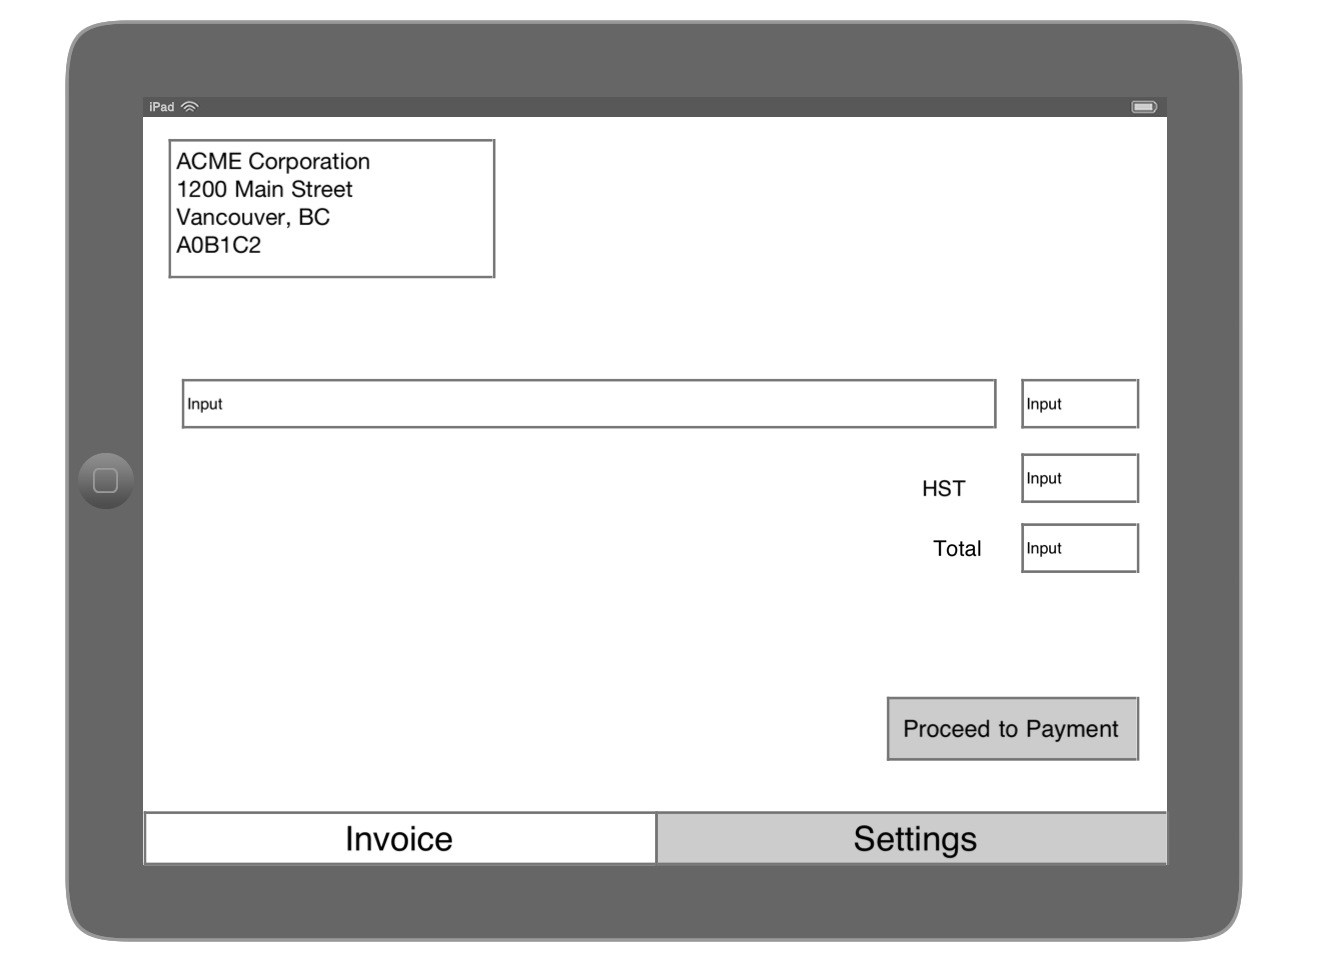 iPad
ACME Corporation
1200 Main Street
Vancouver, BC
A0B1C2
Input Input
HST Input
Total Input
Proceed to Payment
Invoice Settings